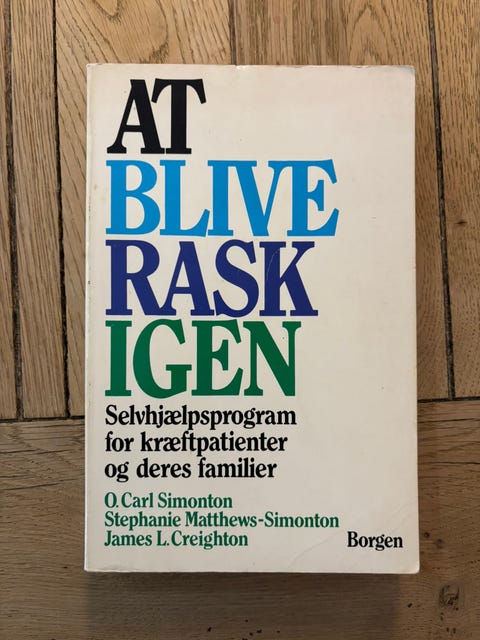 AT
BLIVE
RASK
IGEN
Selvhjælpsprogram
for kræftpatienter
og deres familier
O. Carl Simonton
Stephanie Matthews-Simonton
James L. Creighton
Borgen